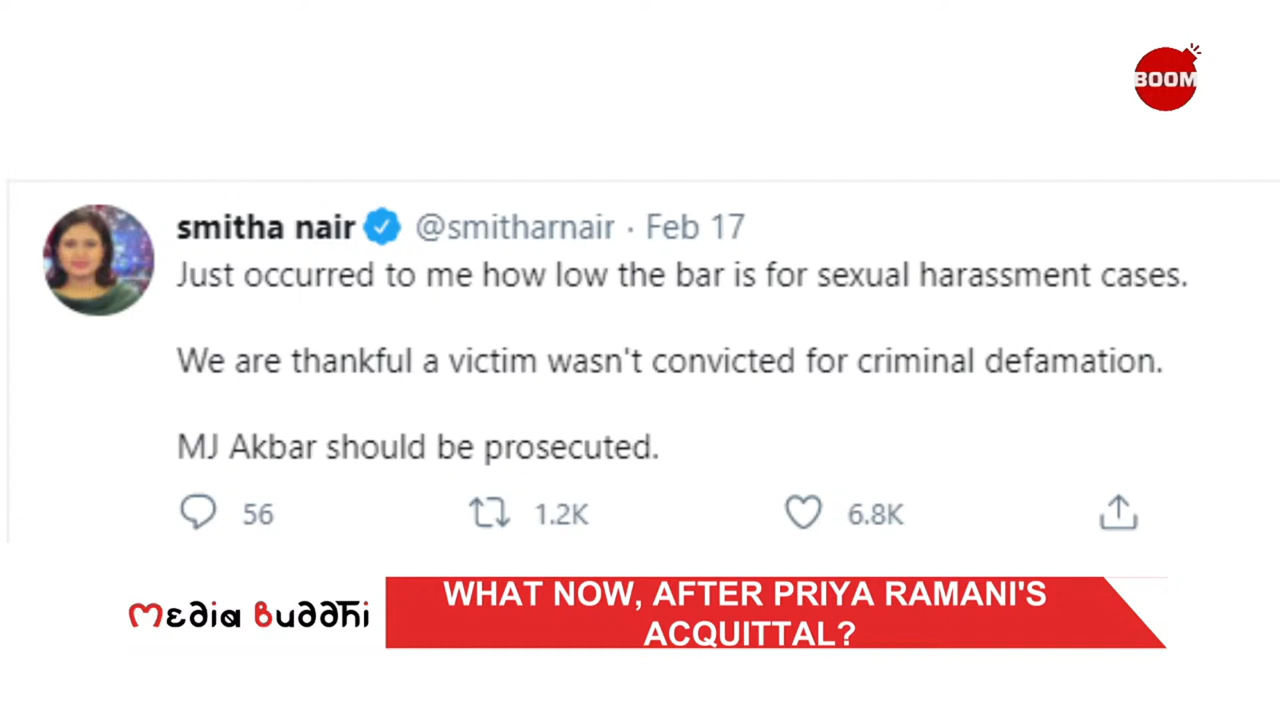 BOOM
smitha nair @smitharnair · Feb 17
Just occurred to me how low the bar is for sexual harassment cases.
We are thankful a victim wasn't convicted for criminal defamation.
MJ Akbar should be prosecuted.
56 1.2K 6.8K
Media Buddhi
WHAT NOW, AFTER PRIYA RAMANI'S
ACQUITTAL?